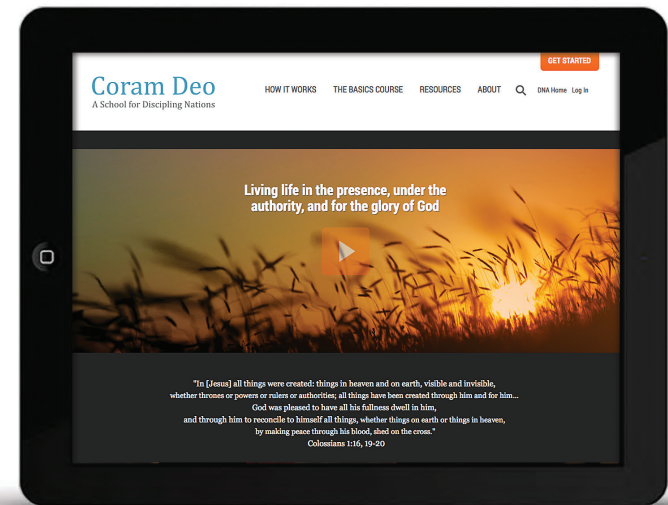 GET STARTED
Coram Deo
A School for Discipling Nations
HOW IT WORKS THE BASICS COURSE RESOURCES ABOUT DNA Home Log In
Living life in the presence, under the
authority, and for the glory of God
"In [Jesus] all things were created: things in heaven and on earth, visible and invisible,
whether thrones or powers or rulers or authorities; all things have been created through him and for him...
God was pleased to have all his fullness dwell in him,
and through him to reconcile to himself all things, whether things on earth or things in heaven,
by making peace through his blood, shed on the cross."
Colossians 1:16, 19-20